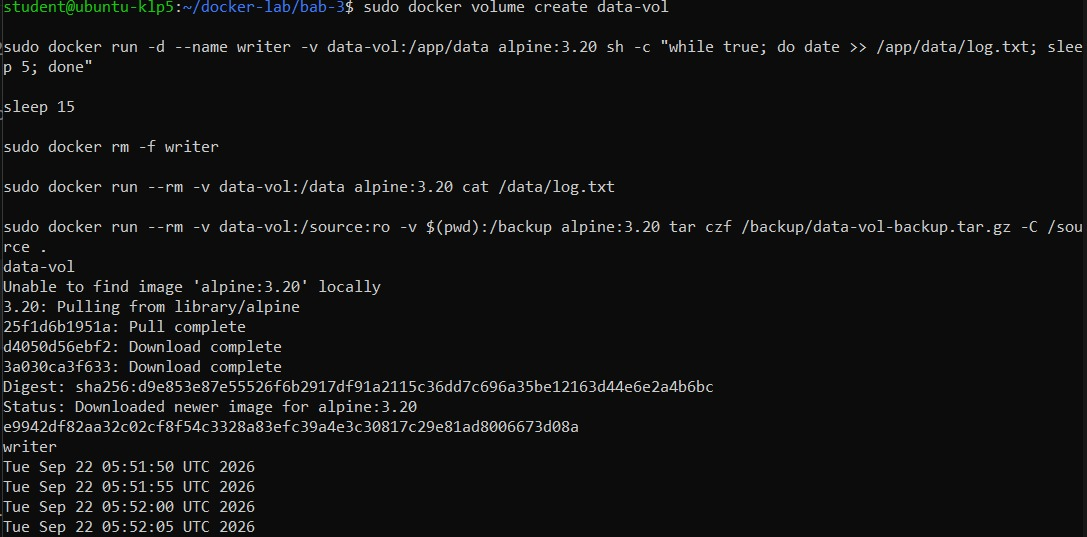 student@ubuntu-klp5:~/docker-lab/bab-3$ sudo docker volume create data-vol
sudo docker run -d --name writer -v data-vol:/app/data alpine:3.20 sh -c "while true; do date >> /app/data/log.txt; slee
p 5; done"
sleep 15
sudo docker rm -f writer
sudo docker run --rm -v data-vol:/data alpine:3.20 cat /data/log.txt
sudo docker run --rm -v data-vol:/source:ro -v $(pwd):/backup alpine:3.20 tar czf /backup/data-vol-backup.tar.gz -C /sou
rce .
data-vol
Unable to find image 'alpine:3.20' locally
3.20: Pulling from library/alpine
25f1d6b1951a: Pull complete
d4050d56ebf2: Download complete
3a030ca3f633: Download complete
Digest: sha256:d9e853e87e55526f6b2917df91a2115c36dd7c696a35be12163d44e6e2a4b6bc
Status: Downloaded newer image for alpine:3.20
e9942df82aa32c02cf8f54c3328a83efc39a4e3c30817c29e81ad8006673d08a
writer
Tue Sep 22 05:51:50 UTC 2026
Tue Sep 22 05:51:55 UTC 2026
Tue Sep 22 05:52:00 UTC 2026
Tue Sep 22 05:52:05 UTC 2026